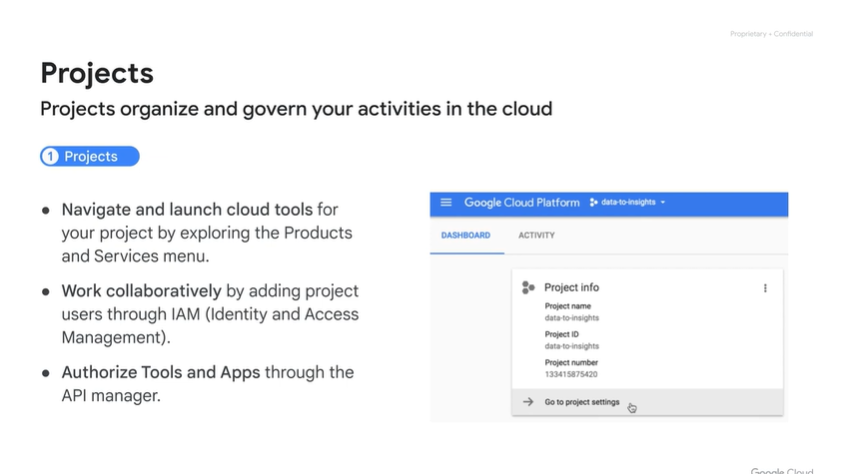 Proprietary + Confidential
Projects
Projects organize and govern your activities in the cloud
1 Projects
● Navigate and launch cloud tools for
your project by exploring the Products
and Services menu.
● Work collaboratively by adding project
users through IAM (Identity and Access
Management).
● Authorize Tools and Apps through the
API manager.
Google Cloud Platform data-to-insights
DASHBOARD ACTIVITY
Project info
Project name
data-to-insights
Project ID
data-to-insights
Project number
133415875420
Go to project settings
Google Cloud